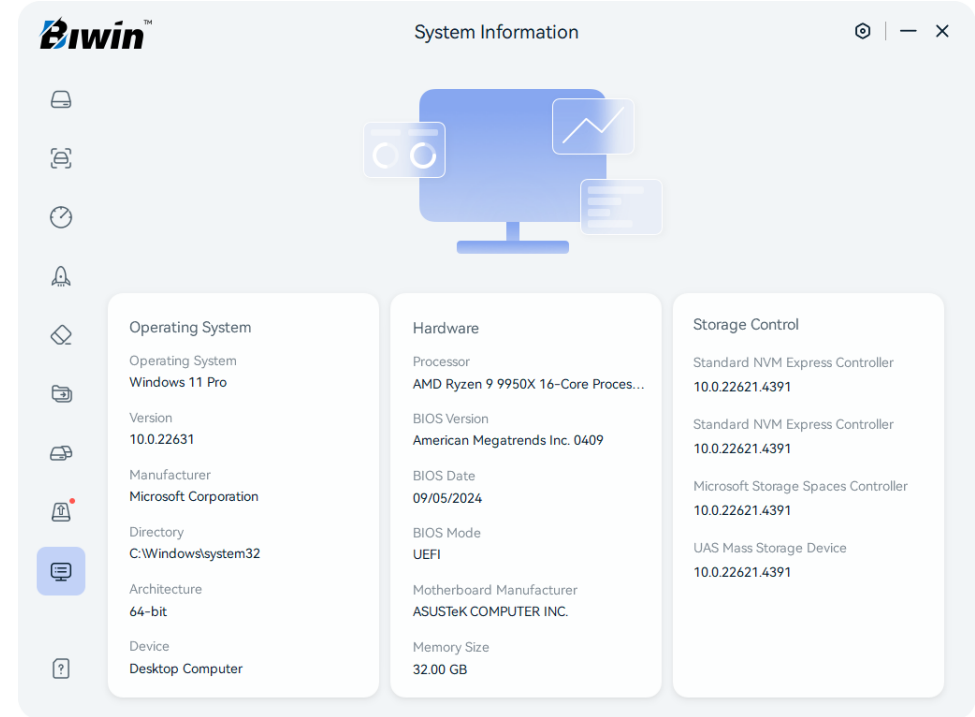 Biwin™
System Information
Operating System
Operating System
Windows 11 Pro
Version
10.0.22631
Manufacturer
Microsoft Corporation
Directory
C:\Windows\system32
Architecture
64-bit
Device
Desktop Computer
Hardware
Processor
AMD Ryzen 9 9950X 16-Core Proces...
BIOS Version
American Megatrends Inc. 0409
BIOS Date
09/05/2024
BIOS Mode
UEFI
Motherboard Manufacturer
ASUSTeK COMPUTER INC.
Memory Size
32.00 GB
Storage Control
Standard NVM Express Controller
10.0.22621.4391
Standard NVM Express Controller
10.0.22621.4391
Microsoft Storage Spaces Controller
10.0.22621.4391
UAS Mass Storage Device
10.0.22621.4391
?